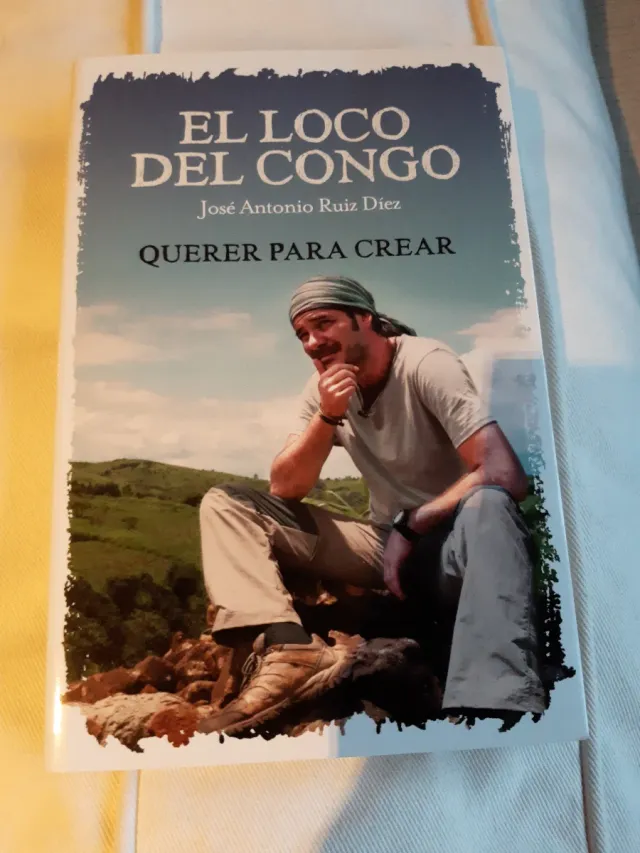 EL LOCO
DEL CONGO
José Antonio Ruiz Díez
QUERER PARA CREAR